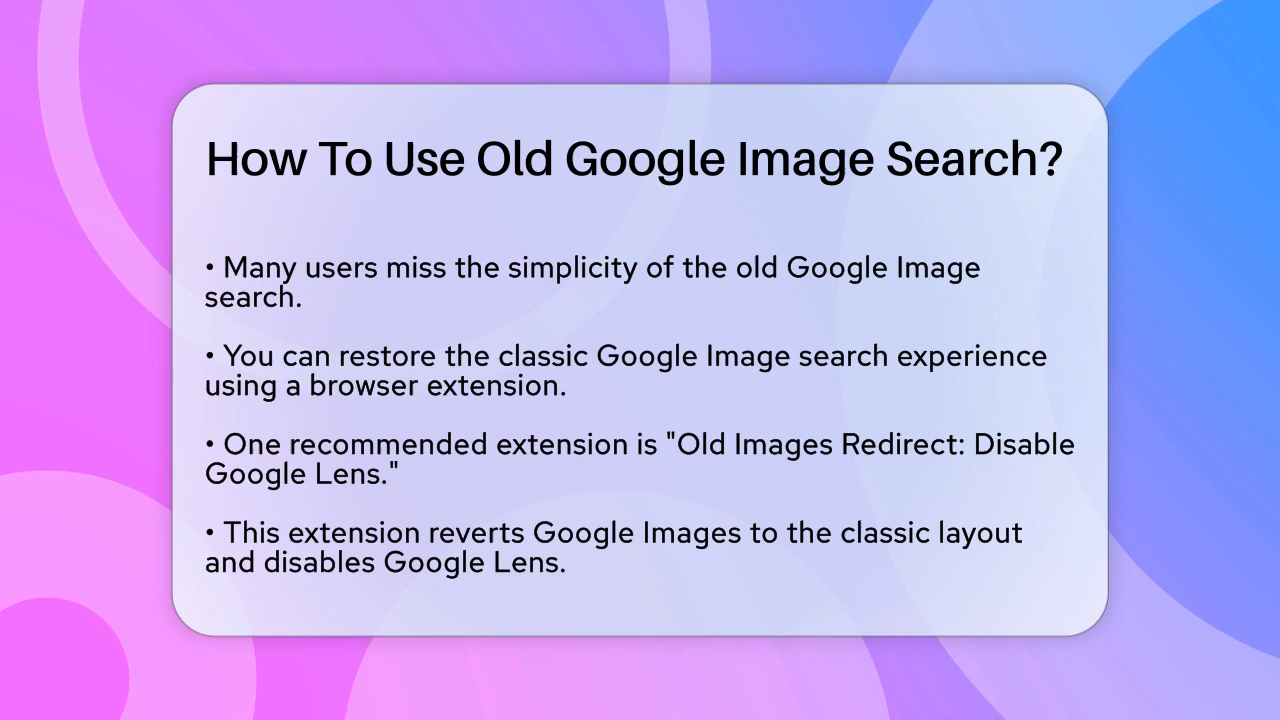 How To Use Old Google Image Search?
• Many users miss the simplicity of the old Google Image
search.
• You can restore the classic Google Image search experience
using a browser extension.
• One recommended extension is "Old Images Redirect: Disable
Google Lens."
• This extension reverts Google Images to the classic layout
and disables Google Lens.